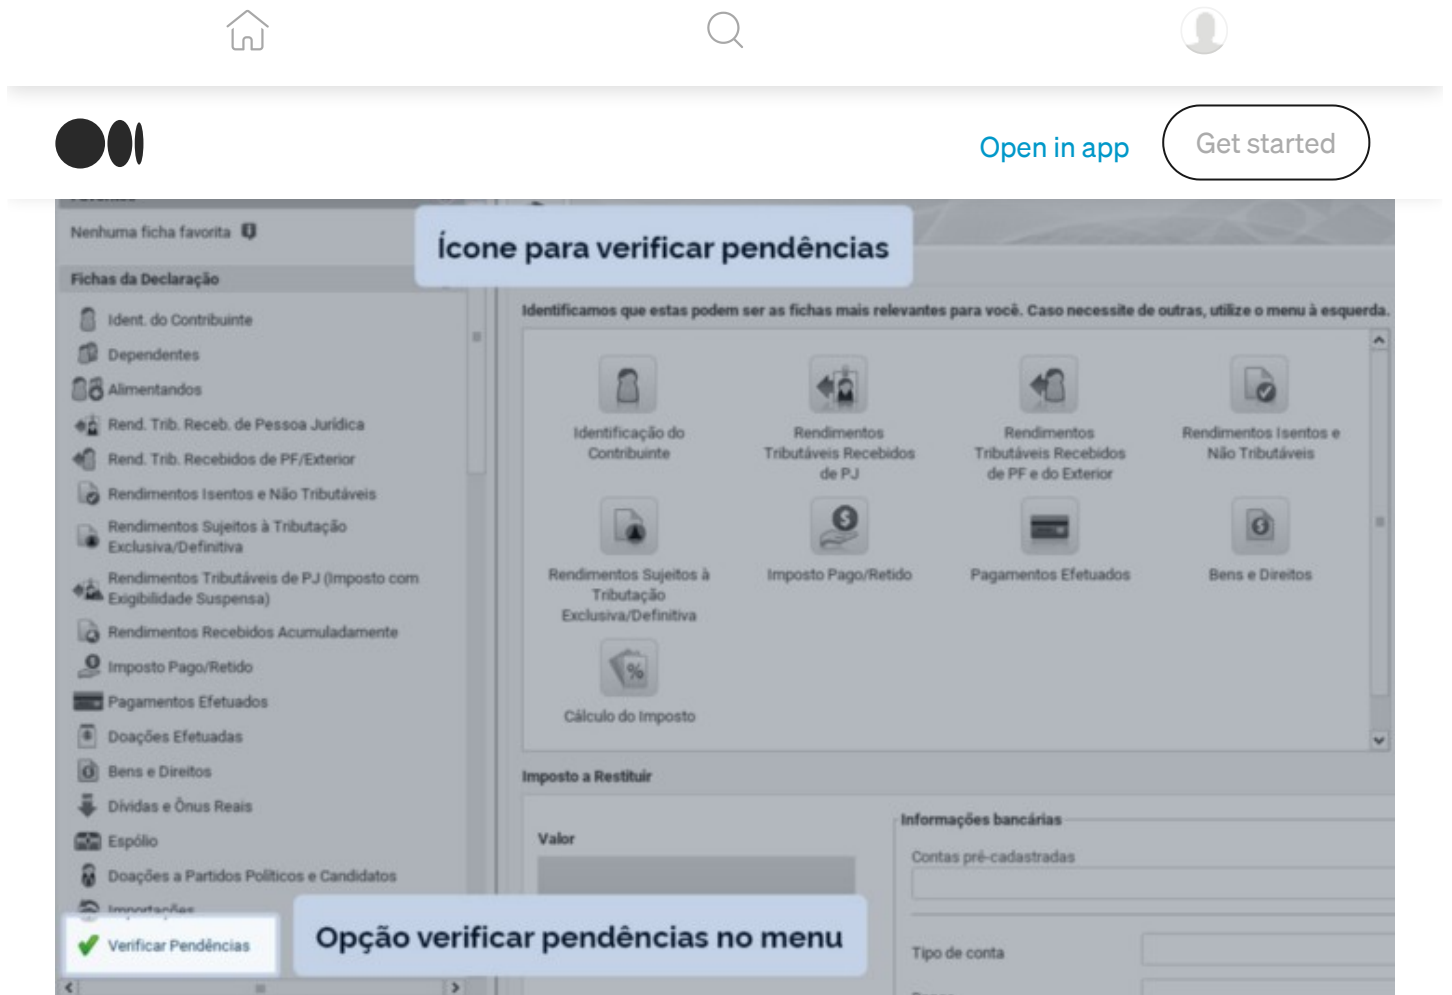 Open in app
Get started
Nenhuma ficha favorita
Ícone para verificar pendências
Fichas da Declaração
Ident. do Contribuinte
Dependentes
Alimentandos
Rend. Trib. Receb. de Pessoa Jurídica
Rend. Trib. Recebidos de PF/Exterior
Rendimentos Isentos e Não Tributáveis
Rendimentos Sujeitos à Tributação
Exclusiva/Definitiva
Rendimentos Tributáveis de PJ (Imposto com
Exigibilidade Suspensa)
Rendimentos Recebidos Acumuladamente
Imposto Pago/Retido
Pagamentos Efetuados
Doações Efetuadas
Bens e Direitos
Dívidas e Ônus Reais
Espólio
Doações a Partidos Políticos e Candidatos
Importações
Verificar Pendências
Opção verificar pendências no menu
Identificamos que estas podem ser as fichas mais relevantes para você. Caso necessite de outras, utilize o menu à esquerda.
Identificação do
Contribuinte
Rendimentos
Tributáveis Recebidos
de PJ
Rendimentos
Tributáveis Recebidos
de PF e do Exterior
Rendimentos Isentos e
Não Tributáveis
Rendimentos Sujeitos à
Tributação
Exclusiva/Definitiva
Imposto Pago/Retido
Pagamentos Efetuados
Bens e Direitos
Cálculo do Imposto
Imposto a Restituir
Valor
Informações bancárias
Contas pré-cadastradas
Tipo de conta